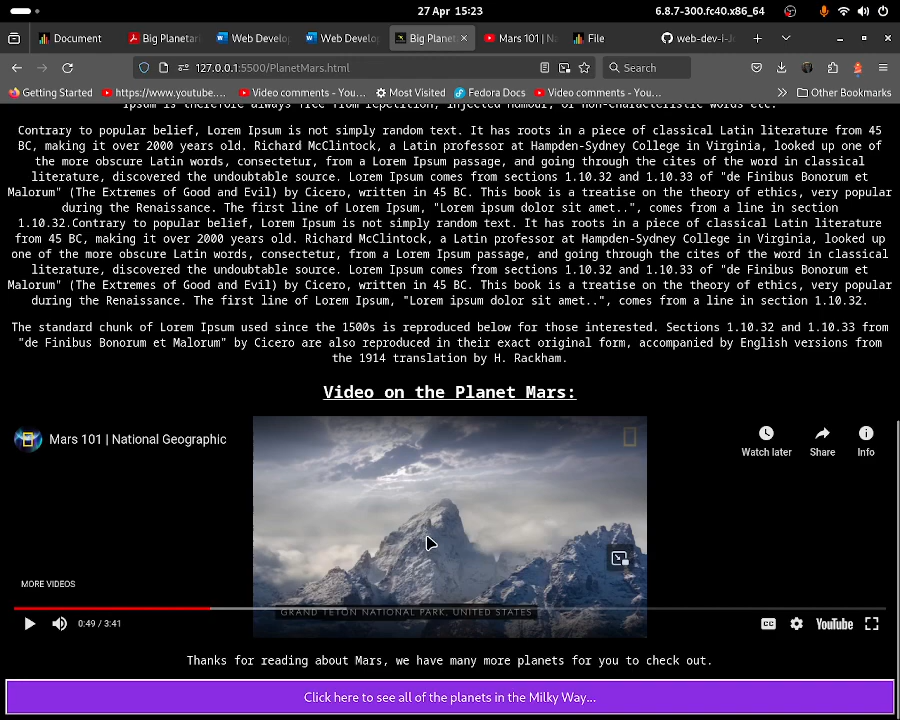 27 Apr 15:23
6.8.7-300.fc40.x86_64
Document
Big Planetari
Web Develo
Web Develo
Big Planet
Mars 101 | Na
File
web-dev-i-J
127.0.0.1:5500/PlanetMars.html
Search
Getting Started
https://www.youtube....
Video comments - You...
Most Visited
Fedora Docs
Video comments - You...
Other Bookmarks
Ipsum is therefore always free from repetition, injected humour, or non-characteristic words etc.
Contrary to popular belief, Lorem Ipsum is not simply random text. It has roots in a piece of classical Latin literature from 45
BC, making it over 2000 years old. Richard McClintock, a Latin professor at Hampden-Sydney College in Virginia, looked up one of
the more obscure Latin words, consectetur, from a Lorem Ipsum passage, and going through the cites of the word in classical
literature, discovered the undoubtable source. Lorem Ipsum comes from sections 1.10.32 and 1.10.33 of "de Finibus Bonorum et
Malorum" (The Extremes of Good and Evil) by Cicero, written in 45 BC. This book is a treatise on the theory of ethics, very popular
during the Renaissance. The first line of Lorem Ipsum, "Lorem ipsum dolor sit amet..", comes from a line in section
1.10.32.Contrary to popular belief, Lorem Ipsum is not simply random text. It has roots in a piece of classical Latin literature
from 45 BC, making it over 2000 years old. Richard McClintock, a Latin professor at Hampden-Sydney College in Virginia, looked up
one of the more obscure Latin words, consectetur, from a Lorem Ipsum passage, and going through the cites of the word in classical
literature, discovered the undoubtable source. Lorem Ipsum comes from sections 1.10.32 and 1.10.33 of "de Finibus Bonorum et
Malorum" (The Extremes of Good and Evil) by Cicero, written in 45 BC. This book is a treatise on the theory of ethics, very popular
during the Renaissance. The first line of Lorem Ipsum, "Lorem ipsum dolor sit amet..", comes from a line in section 1.10.32.
The standard chunk of Lorem Ipsum used since the 1500s is reproduced below for those interested. Sections 1.10.32 and 1.10.33 from
"de Finibus Bonorum et Malorum" by Cicero are also reproduced in their exact original form, accompanied by English versions from
the 1914 translation by H. Rackham.
Video on the Planet Mars:
Mars 101 | National Geographic
Watch later
Share
Info
MORE VIDEOS
GRAND TETON NATIONAL PARK, UNITED STATES
0:49 / 3:41
CC
YouTube
Thanks for reading about Mars, we have many more planets for you to check out.
Click here to see all of the planets in the Milky Way...